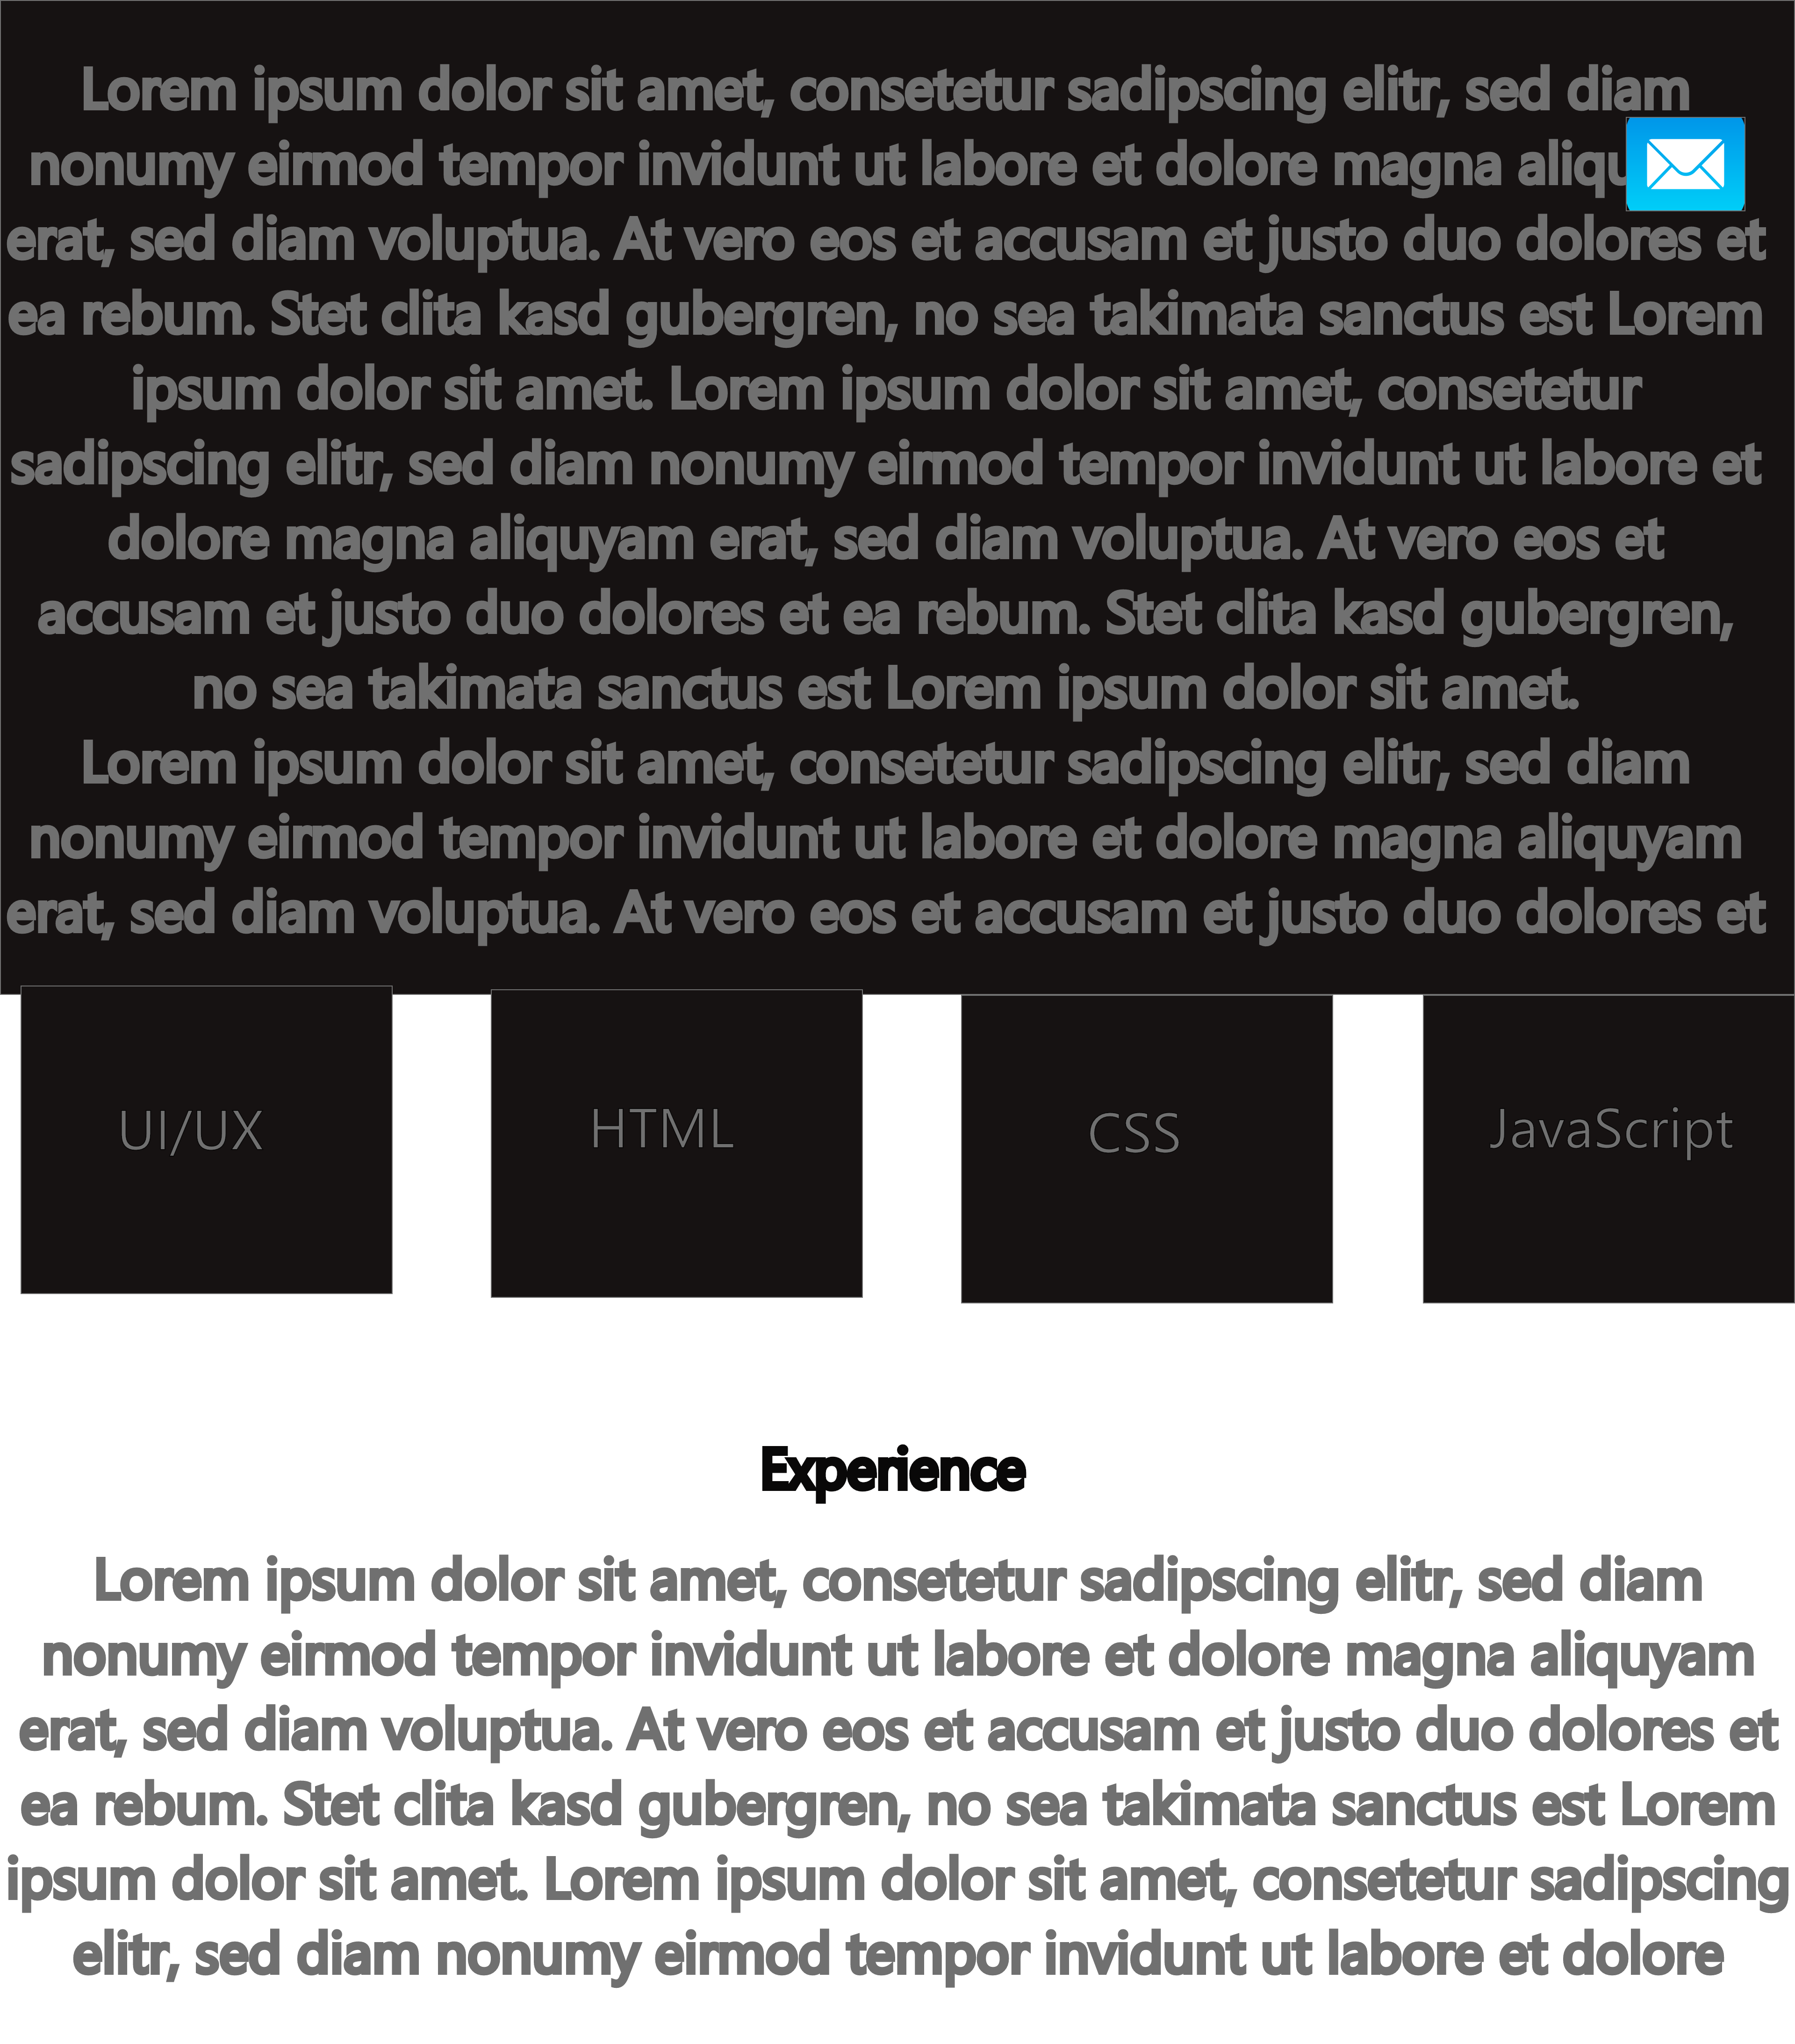 Lorem ipsum dolor sit amet, consetetur sadipscing elitr, sed diam
nonumy eirmod tempor invidunt ut labore et dolore magna aliqu
erat, sed diam voluptua. At vero eos et accusam et justo duo dolores et
ea rebum. Stet clita kasd gubergren, no sea takimata sanctus est Lorem
ipsum dolor sit amet. Lorem ipsum dolor sit amet, consetetur
sadipscing elitr, sed diam nonumy eirmod tempor invidunt ut labore et
dolore magna aliquyam erat, sed diam voluptua. At vero eos et
accusam et justo duo dolores et ea rebum. Stet clita kasd gubergren,
no sea takimata sanctus est Lorem ipsum dolor sit amet.
Lorem ipsum dolor sit amet, consetetur sadipscing elitr, sed diam
nonumy eirmod tempor invidunt ut labore et dolore magna aliquyam
erat, sed diam voluptua. At vero eos et accusam et justo duo dolores et
UI/UX
HTML
CSS
JavaScript
Experience
Lorem ipsum dolor sit amet, consetetur sadipscing elitr, sed diam
nonumy eirmod tempor invidunt ut labore et dolore magna aliquyam
erat, sed diam voluptua. At vero eos et accusam et justo duo dolores et
ea rebum. Stet clita kasd gubergren, no sea takimata sanctus est Lorem
ipsum dolor sit amet. Lorem ipsum dolor sit amet, consetetur sadipscing
elitr, sed diam nonumy eirmod tempor invidunt ut labore et dolore